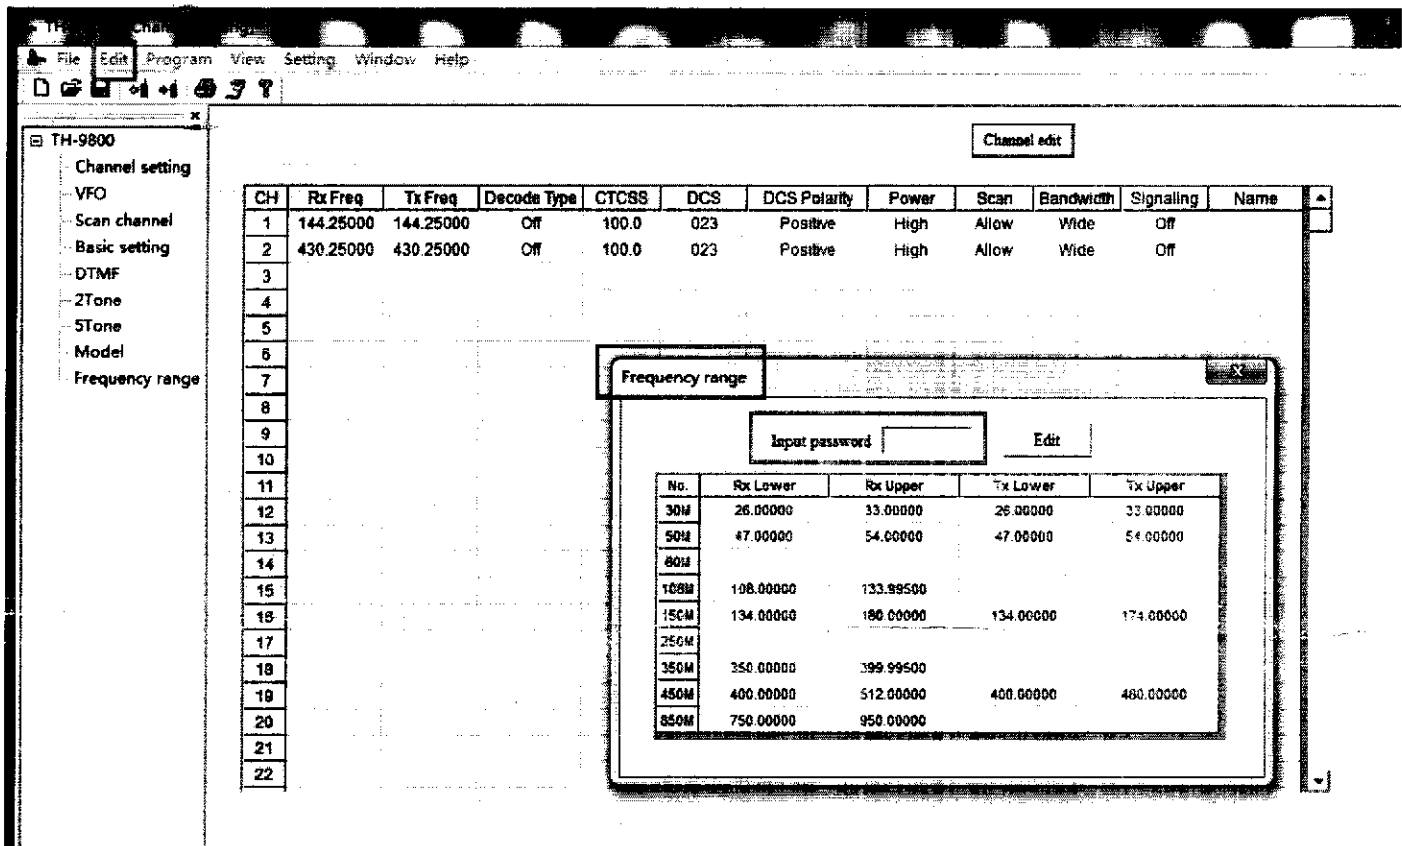 File Edit Program View Setting Window Help
TH-9800
Channel setting
VFO
Scan channel
Basic setting
DTMF
2Tone
5Tone
Model
Frequency range
Channel edit
CH Rx Freq Tx Freq Decode Type CTCSS DCS DCS Polarity Power Scan Bandwidth Signaling Name
1 144.25000 144.25000 Off 100.0 023 Positive High Allow Wide Off
2 430.25000 430.25000 Off 100.0 023 Positive High Allow Wide Off
3
4
5
6
7
8
9
10
11
12
13
14
15
16
17
18
19
20
21
22
Frequency range
Input password Edit
No. Rx Lower Rx Upper Tx Lower Tx Upper
30M 26.00000 33.00000 26.00000 33.00000
50M 47.00000 54.00000 47.00000 54.00000
80M
108M 108.00000 133.99500
150M 134.00000 180.00000 134.00000 174.00000
250M
350M 350.00000 399.99500
450M 400.00000 512.00000 400.00000 480.00000
850M 750.00000 950.00000